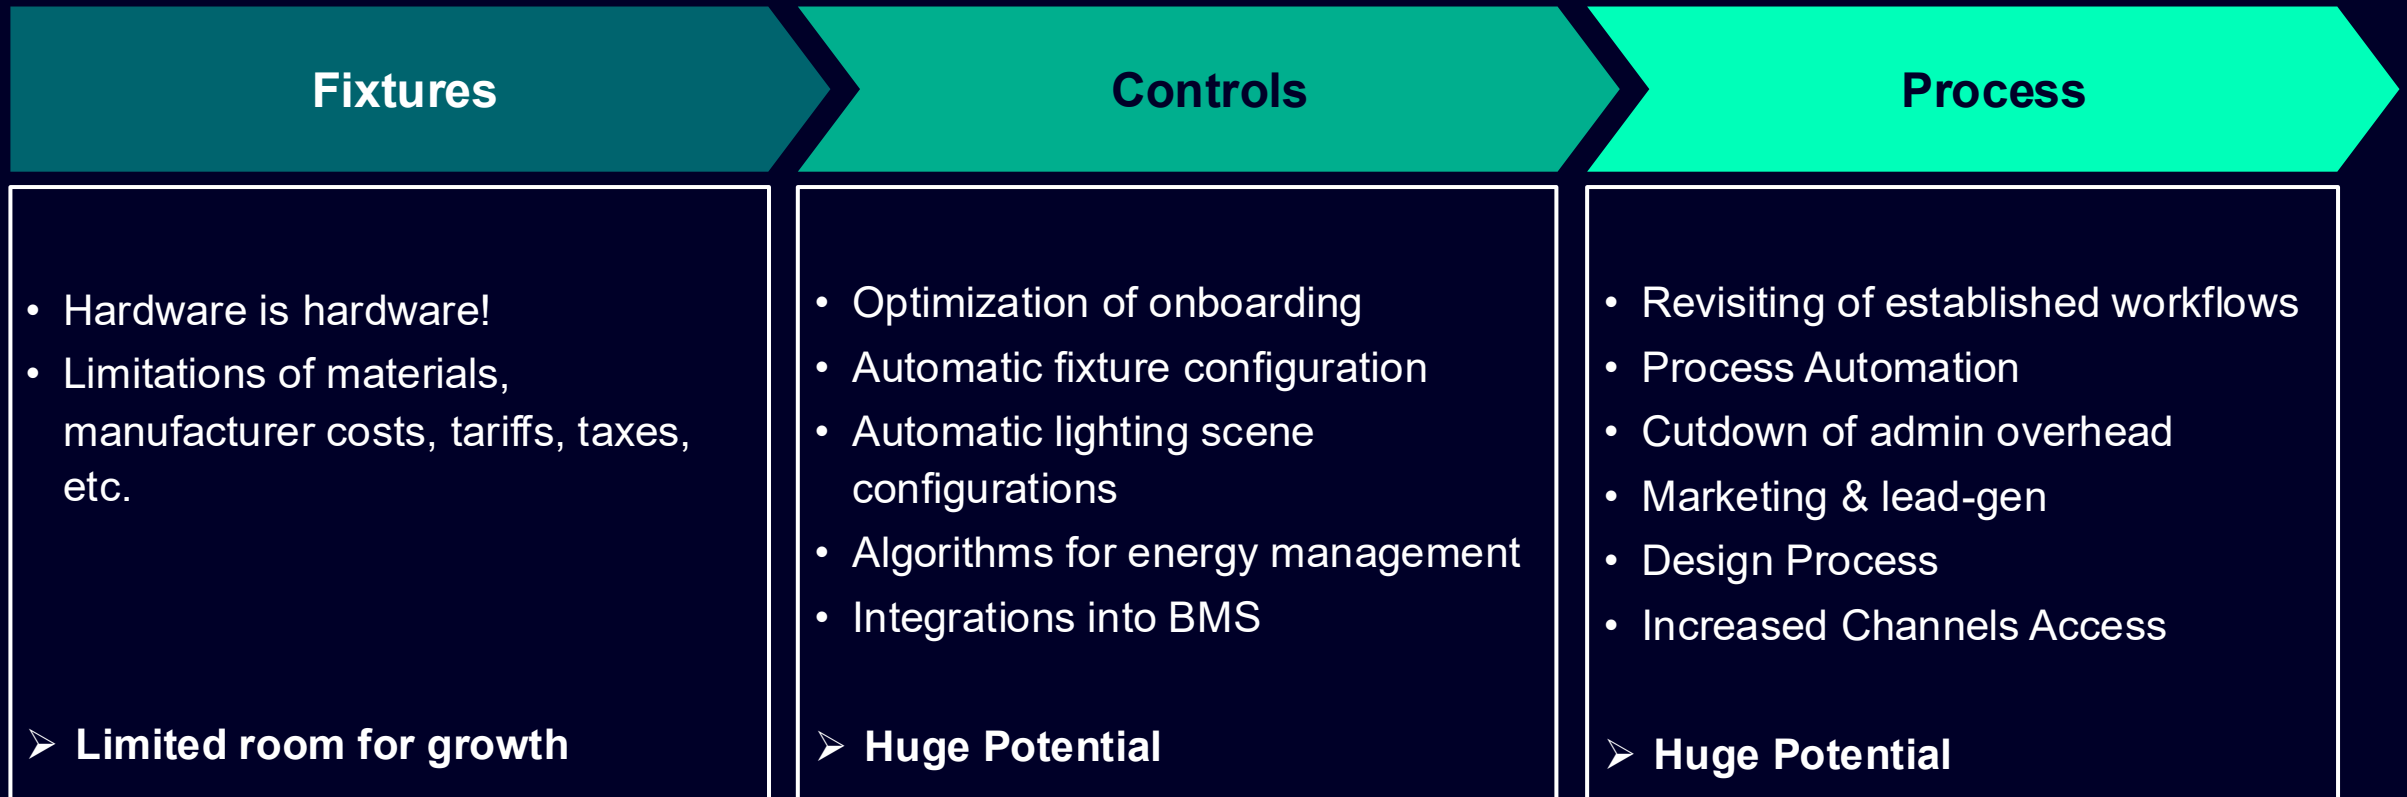 Fixtures
Controls
Process
• Hardware is hardware!
• Limitations of materials,
manufacturer costs, tariffs, taxes,
etc.
➢ Limited room for growth
• Optimization of onboarding
• Automatic fixture configuration
• Automatic lighting scene
configurations
• Algorithms for energy management
• Integrations into BMS
➢ Huge Potential
• Revisiting of established workflows
• Process Automation
• Cutdown of admin overhead
• Marketing & lead-gen
• Design Process
• Increased Channels Access
➢ Huge Potential